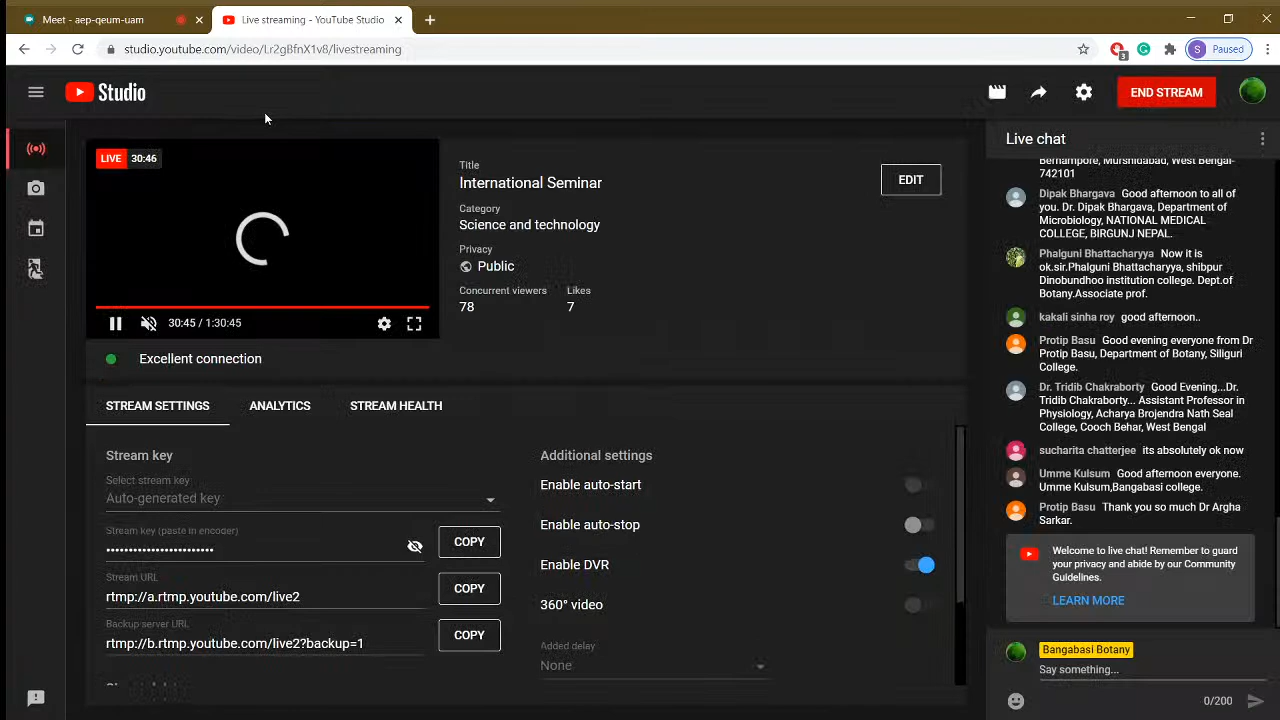 Meet - aep-qeum-uam
Live streaming - YouTube Studio
studio.youtube.com/video/Lr2gBfnX1v8/livestreaming
3
S Paused
Studio
END STREAM
LIVE 30:46
30:45 / 1:30:45
Excellent connection
Title
International Seminar
Category
Science and technology
Privacy
Public
Concurrent viewers
78
Likes
7
EDIT
STREAM SETTINGS
ANALYTICS
STREAM HEALTH
Stream key
Select stream key
Auto-generated key
Stream key (paste in encoder)
COPY
Stream URL
rtmp://a.rtmp.youtube.com/live2
COPY
Backup server URL
rtmp://b.rtmp.youtube.com/live2?backup=1
COPY
Additional settings
Enable auto-start
Enable auto-stop
Enable DVR
360° video
Added delay
None
Live chat
Berhampore, Murshidabad, West Bengal-
742101
Dipak Bhargava Good afternoon to all of
you. Dr. Dipak Bhargava, Department of
Microbiology, NATIONAL MEDICAL
COLLEGE, BIRGUNJ NEPAL.
Phalguni Bhattacharyya Now it is
ok.sir.Phalguni Bhattacharyya, shibpur
Dinobundhoo institution college. Dept.of
Botany.Associate prof.
kakali sinha roy good afternoon..
Protip Basu Good evening everyone from Dr
Protip Basu, Department of Botany, Siliguri
College.
Dr. Tridib Chakraborty Good Evening...Dr.
Tridib Chakraborty... Assistant Professor in
Physiology, Acharya Brojendra Nath Seal
College, Cooch Behar, West Bengal
sucharita chatterjee its absolutely ok now
Umme Kulsum Good afternoon everyone.
Umme Kulsum,Bangabasi college.
Protip Basu Thank you so much Dr Argha
Sarkar.
Welcome to live chat! Remember to guard
your privacy and abide by our Community
Guidelines.
LEARN MORE
Bangabasi Botany
Say something...
0/200